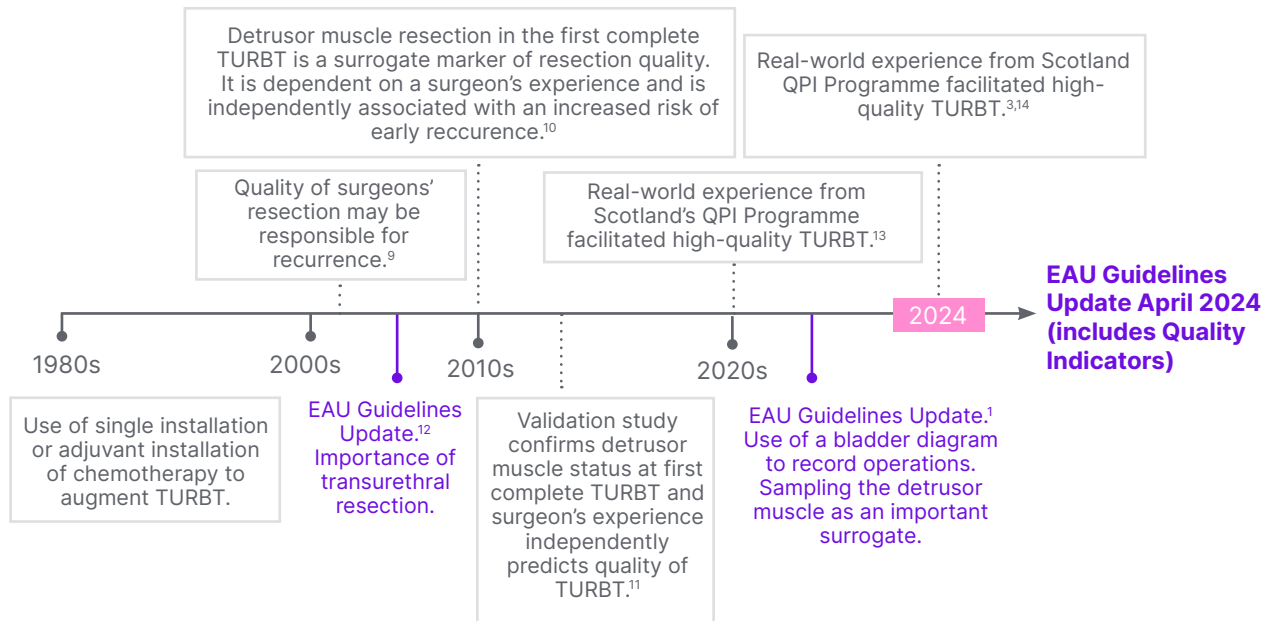 Detrusor muscle resection in the first complete
TURBT is a surrogate marker of resection quality.
It is dependent on a surgeon's experience and is
independently associated with an increased risk of
early reccurence.¹⁰
Real-world experience from Scotland
QPI Programme facilitated high-
quality TURBT.³,¹⁴
Quality of surgeons'
resection may be
responsible for
recurrence.⁹
Real-world experience from
Scotland's QPI Programme
facilitated high-quality TURBT.¹³
EAU Guidelines
Update April 2024
(includes Quality
Indicators)
2024
1980s
2000s
2010s
2020s
Use of single installation
or adjuvant installation
of chemotherapy to
augment TURBT.
EAU Guidelines
Update.¹²
Importance of
transurethral
resection.
Validation study
confirms detrusor
muscle status at first
complete TURBT and
surgeon's experience
independently
predicts quality of
TURBT.¹¹
EAU Guidelines Update.¹
Use of a bladder diagram
to record operations.
Sampling the detrusor
muscle as an important
surrogate.